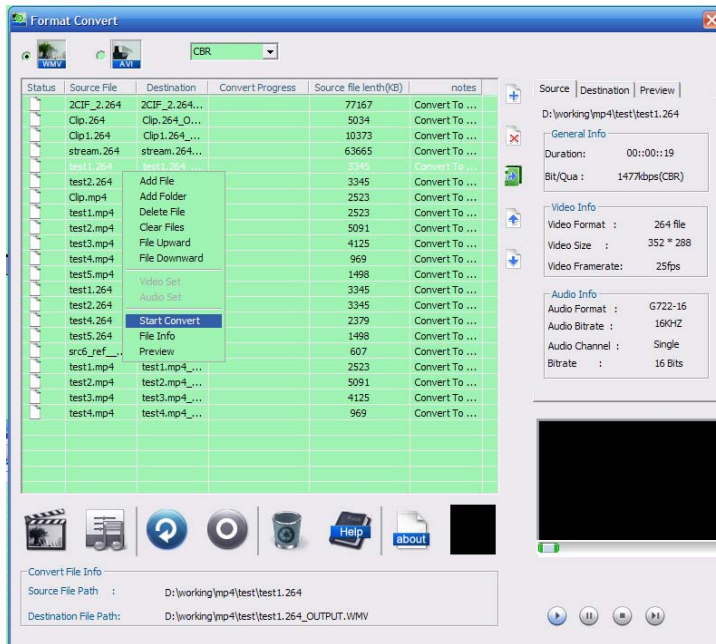 Format Convert
WMV AVI CBR
Status Source File Destination Convert Progress Source file lenth(KB) notes
2CIF_2.264 2CIF_2.264... 77167 Convert To ...
Clip.264 Clip.264_O... 5034 Convert To ...
Clip1.264 Clip1.264_... 10373 Convert To ...
stream.264 stream.264... 63665 Convert To ...
test1.264 test1.264_... 3345 Convert To ...
test2.264 3345 Convert To ...
Clip.mp4 2523 Convert To ...
test1.mp4 2523 Convert To ...
test2.mp4 5091 Convert To ...
test3.mp4 4125 Convert To ...
test4.mp4 969 Convert To ...
test5.mp4 1498 Convert To ...
test1.264 3345 Convert To ...
test2.264 3345 Convert To ...
test4.264 2379 Convert To ...
test5.264 1498 Convert To ...
src6_ref__... 607 Convert To ...
test1.mp4 test1.mp4_... 2523 Convert To ...
test2.mp4 test2.mp4_... 5091 Convert To ...
test3.mp4 test3.mp4_... 4125 Convert To ...
test4.mp4 test4.mp4_... 969 Convert To ...
Add File
Add Folder
Delete File
Clear Files
File Upward
File Downward
Video Set
Audio Set
Start Convert
File Info
Preview
Source Destination Preview
D:\working\mp4\test\test1.264
General Info
Duration: 00::00::19
Bit/Qua : 1477kbps(CBR)
Video Info
Video Format : 264 file
Video Size : 352 * 288
Video Framerate: 25fps
Audio Info
Audio Format : G722-16
Audio Bitrate : 16KHZ
Audio Channel : Single
Bitrate : 16 Bits
Help
about
Convert File Info
Source File Path : D:\working\mp4\test\test1.264
Destination File Path: D:\working\mp4\test\test1.264_OUTPUT.WMV